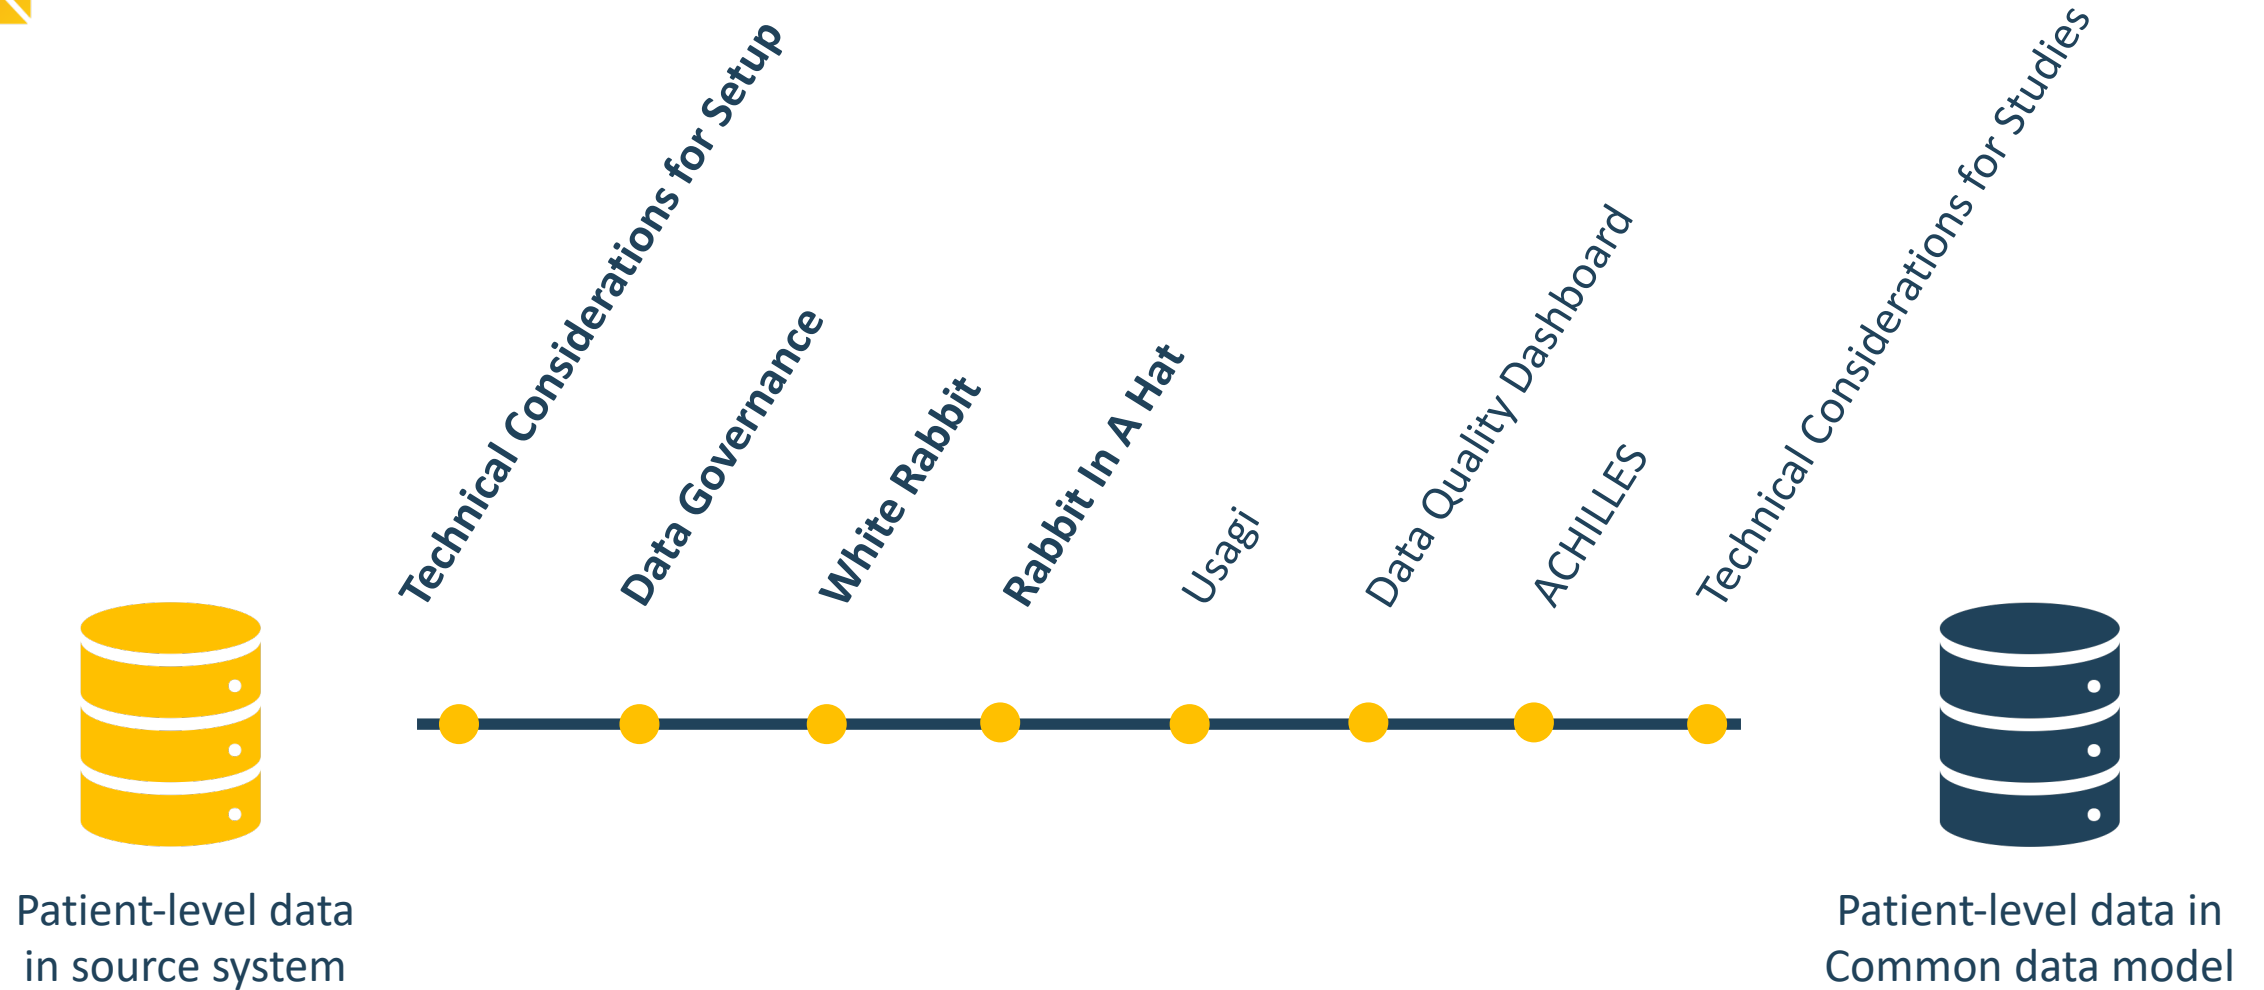 Technical Considerations for Setup
Data Governance
White Rabbit
Rabbit In A Hat
Usagi
Data Quality Dashboard
ACHILLES
Technical Considerations for Studies
Patient-level data
in source system
Patient-level data in
Common data model